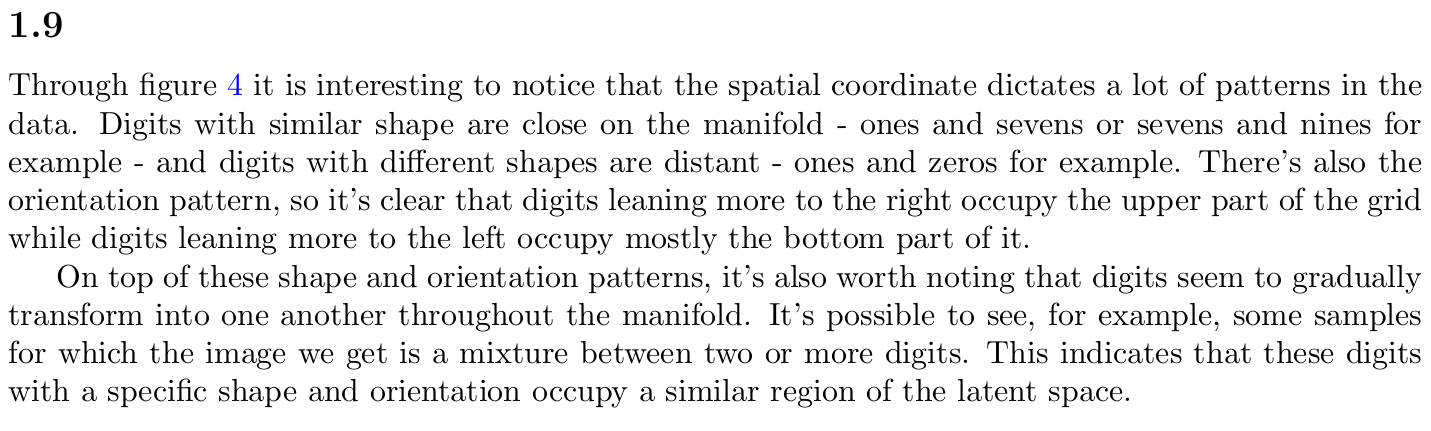 1.9
Through figure 4 it is interesting to notice that the spatial coordinate dictates a lot of patterns in the
data. Digits with similar shape are close on the manifold - ones and sevens or sevens and nines for
example - and digits with different shapes are distant - ones and zeros for example. There's also the
orientation pattern, so it's clear that digits leaning more to the right occupy the upper part of the grid
while digits leaning more to the left occupy mostly the bottom part of it.
On top of these shape and orientation patterns, it's also worth noting that digits seem to gradually
transform into one another throughout the manifold. It's possible to see, for example, some samples
for which the image we get is a mixture between two or more digits. This indicates that these digits
with a specific shape and orientation occupy a similar region of the latent space.